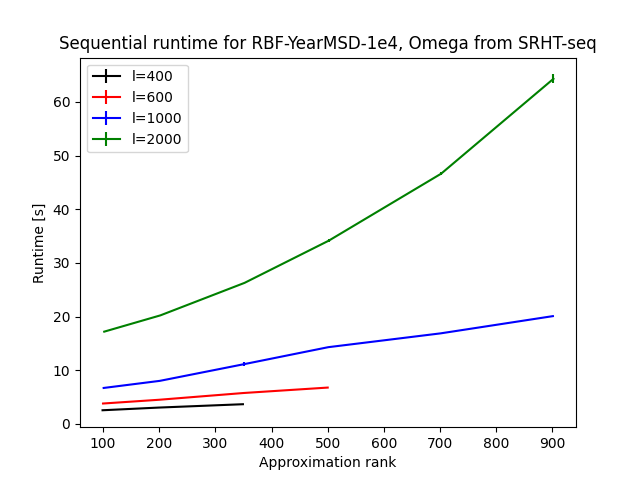 Sequential runtime for RBF-YearMSD-1e4, Omega from SRHT-seq
l=400
l=600
l=1000
l=2000
Runtime [s]
60
50
40
30
20
10
0
100 200 300 400 500 600 700 800 900
Approximation rank